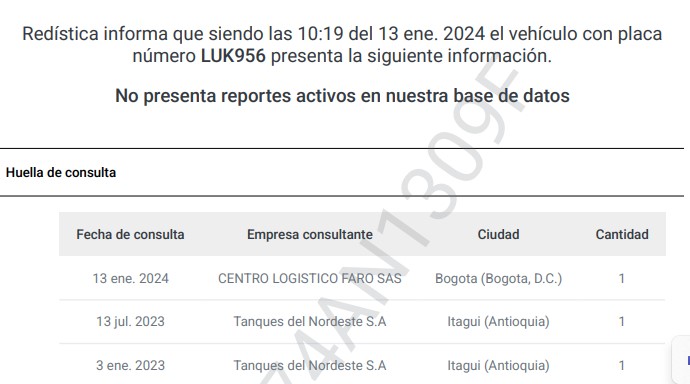 Redística informa que siendo las 10:19 del 13 ene. 2024 el vehículo con placa
número LUK956 presenta la siguiente información.
No presenta reportes activos en nuestra base de datos
Huella de consulta
Fecha de consulta Empresa consultante Ciudad Cantidad
13 ene. 2024 CENTRO LOGISTICO FARO SAS Bogota (Bogota, D.C.) 1
13 jul. 2023 Tanques del Nordeste S.A Itagui (Antioquia) 1
3 ene. 2023 Tanques del Nordeste S.A Itagui (Antioquia) 1